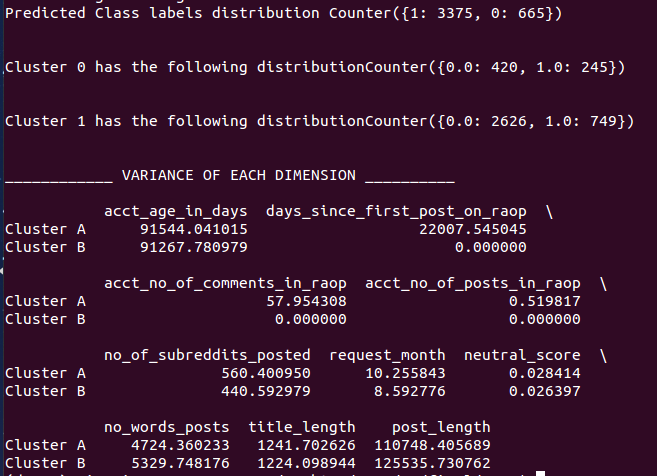 Predicted Class labels distribution Counter({1: 3375, 0: 665})
Cluster 0 has the following distributionCounter({0.0: 420, 1.0: 245})
Cluster 1 has the following distributionCounter({0.0: 2626, 1.0: 749})
____________ VARIANCE OF EACH DIMENSION __________
acct_age_in_days days_since_first_post_on_raop \
Cluster A 91544.041015 22007.545045
Cluster B 91267.780979 0.000000
acct_no_of_comments_in_raop acct_no_of_posts_in_raop \
Cluster A 57.954308 0.519817
Cluster B 0.000000 0.000000
no_of_subreddits_posted request_month neutral_score \
Cluster A 560.400950 10.255843 0.028414
Cluster B 440.592979 8.592776 0.026397
no_words_posts title_length post_length
Cluster A 4724.360233 1241.702626 110748.405689
Cluster B 5329.748176 1224.098944 125535.730762